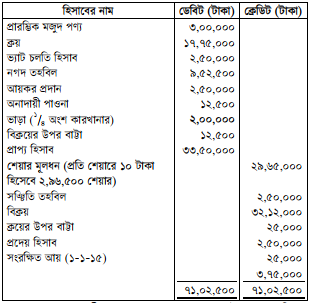 হিসাবের নাম ডেবিট (টাকা) ক্রেডিট (টাকা)
প্রারম্ভিক মজুদ পণ্য ৩,০০,০০০
ক্রয় ১৭,৭৫,০০০
ভ্যাট চলতি হিসাব ২,৫০,০০০
নগদ তহবিল ৯,৫২,৫০০
আয়কর প্রদান ২,৫০,০০০
অনাদায়ী পাওনা ১২,৫০০
ভাড়া (১/৪ অংশ কারখানার) ২,০০,০০০
বিক্রয়ের উপর বাট্টা ১২,৫০০
প্রাপ্য হিসাব ৩৩,৫০,০০০
শেয়ার মূলধন (প্রতি শেয়ারে ১০ টাকা ২৯,৬৫,০০০
হিসেবে ২,৯৬,৫০০ শেয়ার)
সঞ্চিতি তহবিল ২,৫০,০০০
বিক্রয় ৩২,১২,০০০
ক্রয়ের উপর বাট্টা ২৫,০০০
প্রদেয় হিসাব ২,৫০,০০০
সংরক্ষিত আয় (১-১-১৫) ২৫,০০০
৩,৭৫,০০০
৭১,০২,৫০০ ৭১,০২,৫০০